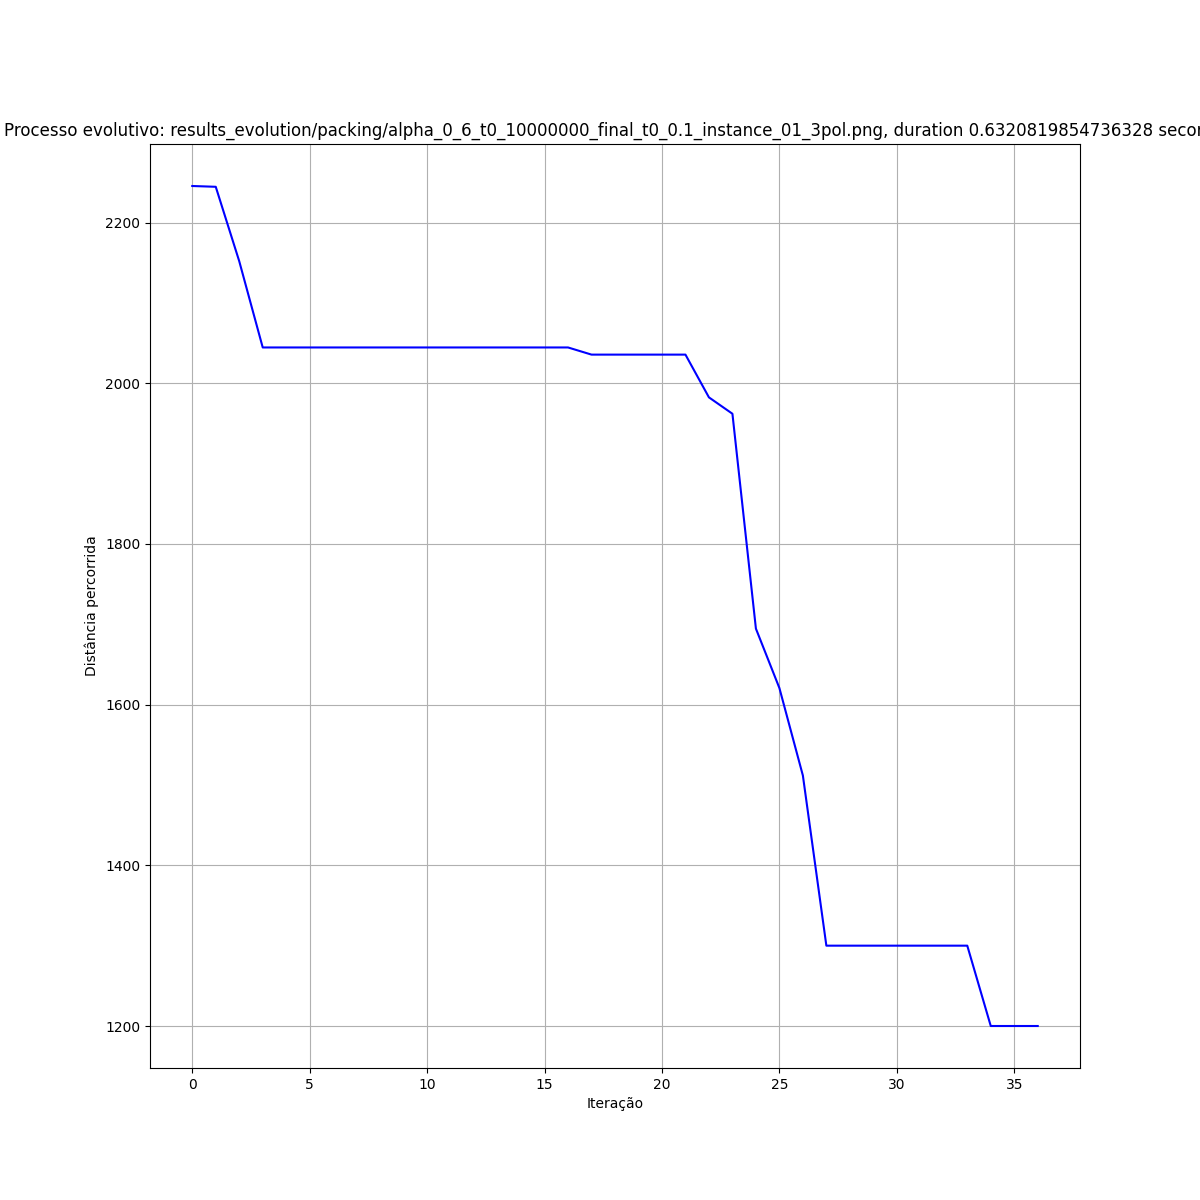 Processo evolutivo: results_evolution/packing/alpha_0_6_t0_10000000_final_t0_0.1_instance_01_3pol.png, duration 0.6320819854736328
2200
2000
1800
1600
1400
1200
Distância percorrida
0 5 10 15 20 25 30 35
Iteração